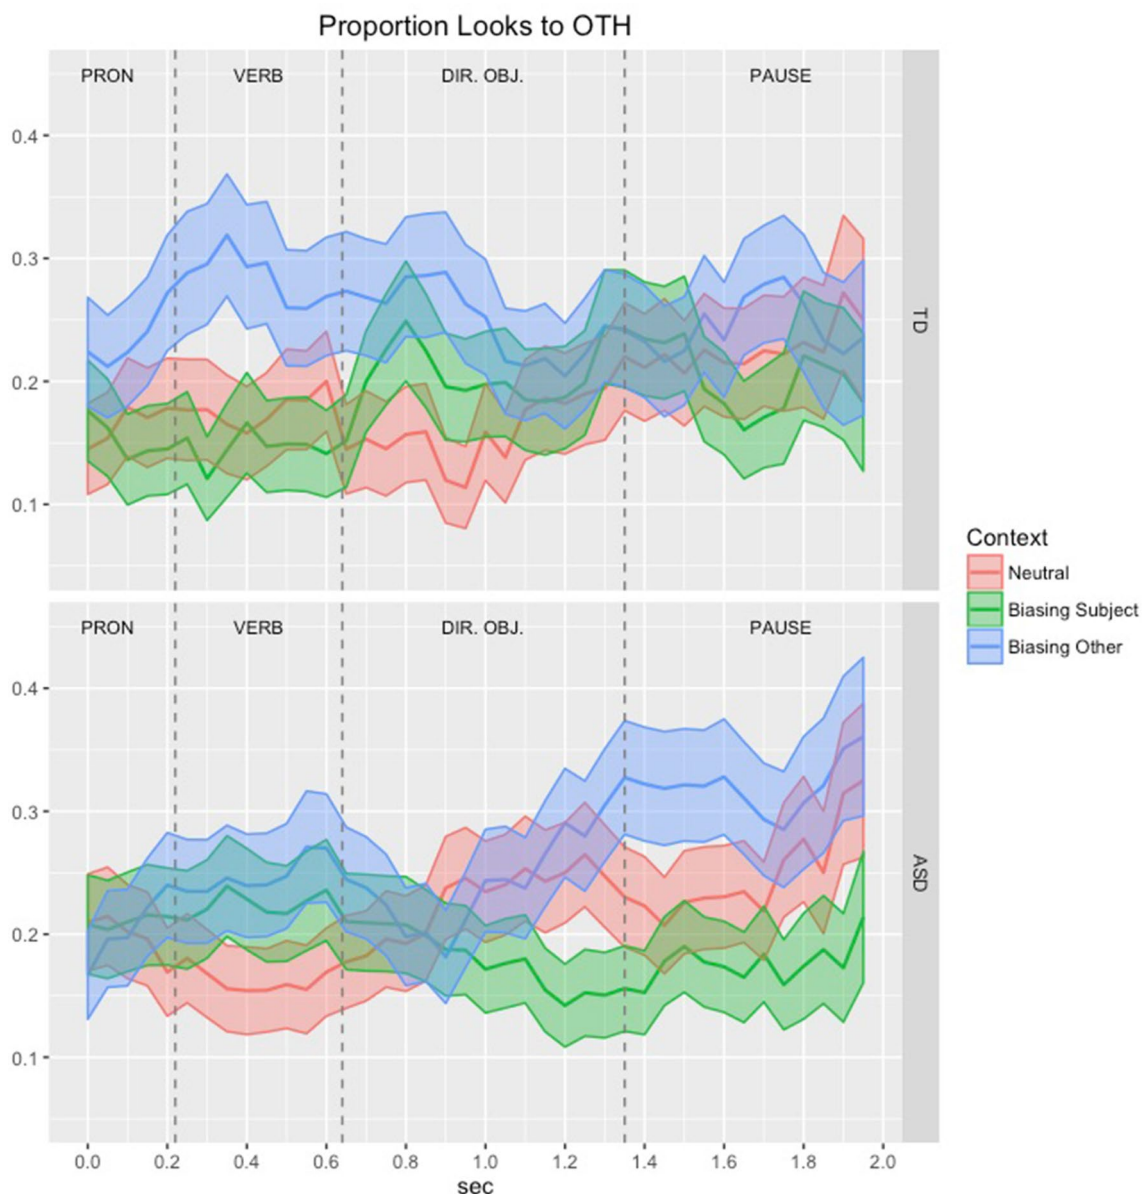 Proportion Looks to OTH
PRON VERB DIR. OBJ. PAUSE
0.4
0.3
0.2
0.1
TD
PRON VERB DIR. OBJ. PAUSE
0.4
0.3
0.2
0.1
ASD
0.0 0.2 0.4 0.6 0.8 1.0 1.2 1.4 1.6 1.8 2.0
sec
Context
Neutral
Biasing Subject
Biasing Other